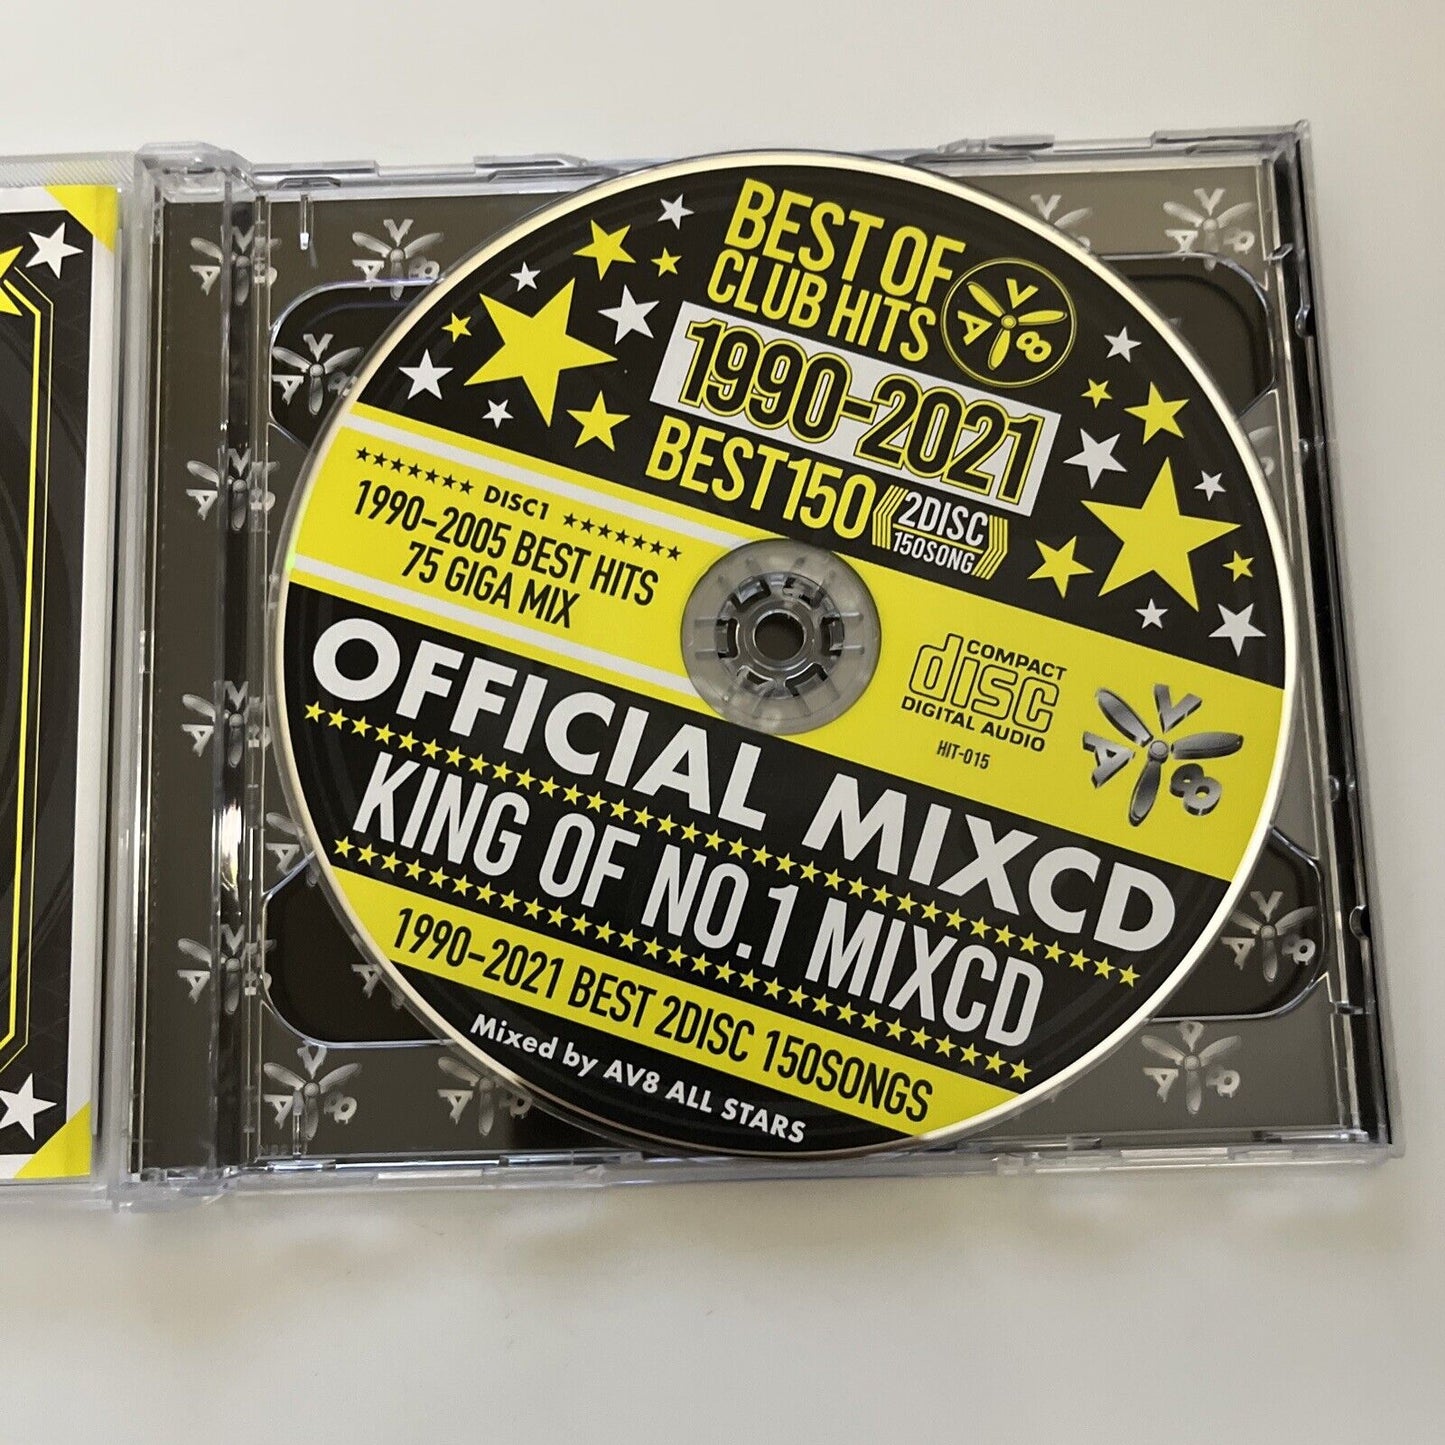 BEST OF
CLUB HITS
AV8
1990-2021
BEST150
2DISC
150SONG
★★★★★★★ DISC1 ★★★★★★★
1990-2005 BEST HITS
75 GIGA MIX
COMPACT
disc
DIGITAL AUDIO
HIT-015
AV8
OFFICIAL MIXCD
KING OF NO.1 MIXCD
1990-2021 BEST 2DISC 150SONGS
Mixed by AV8 ALL STARS